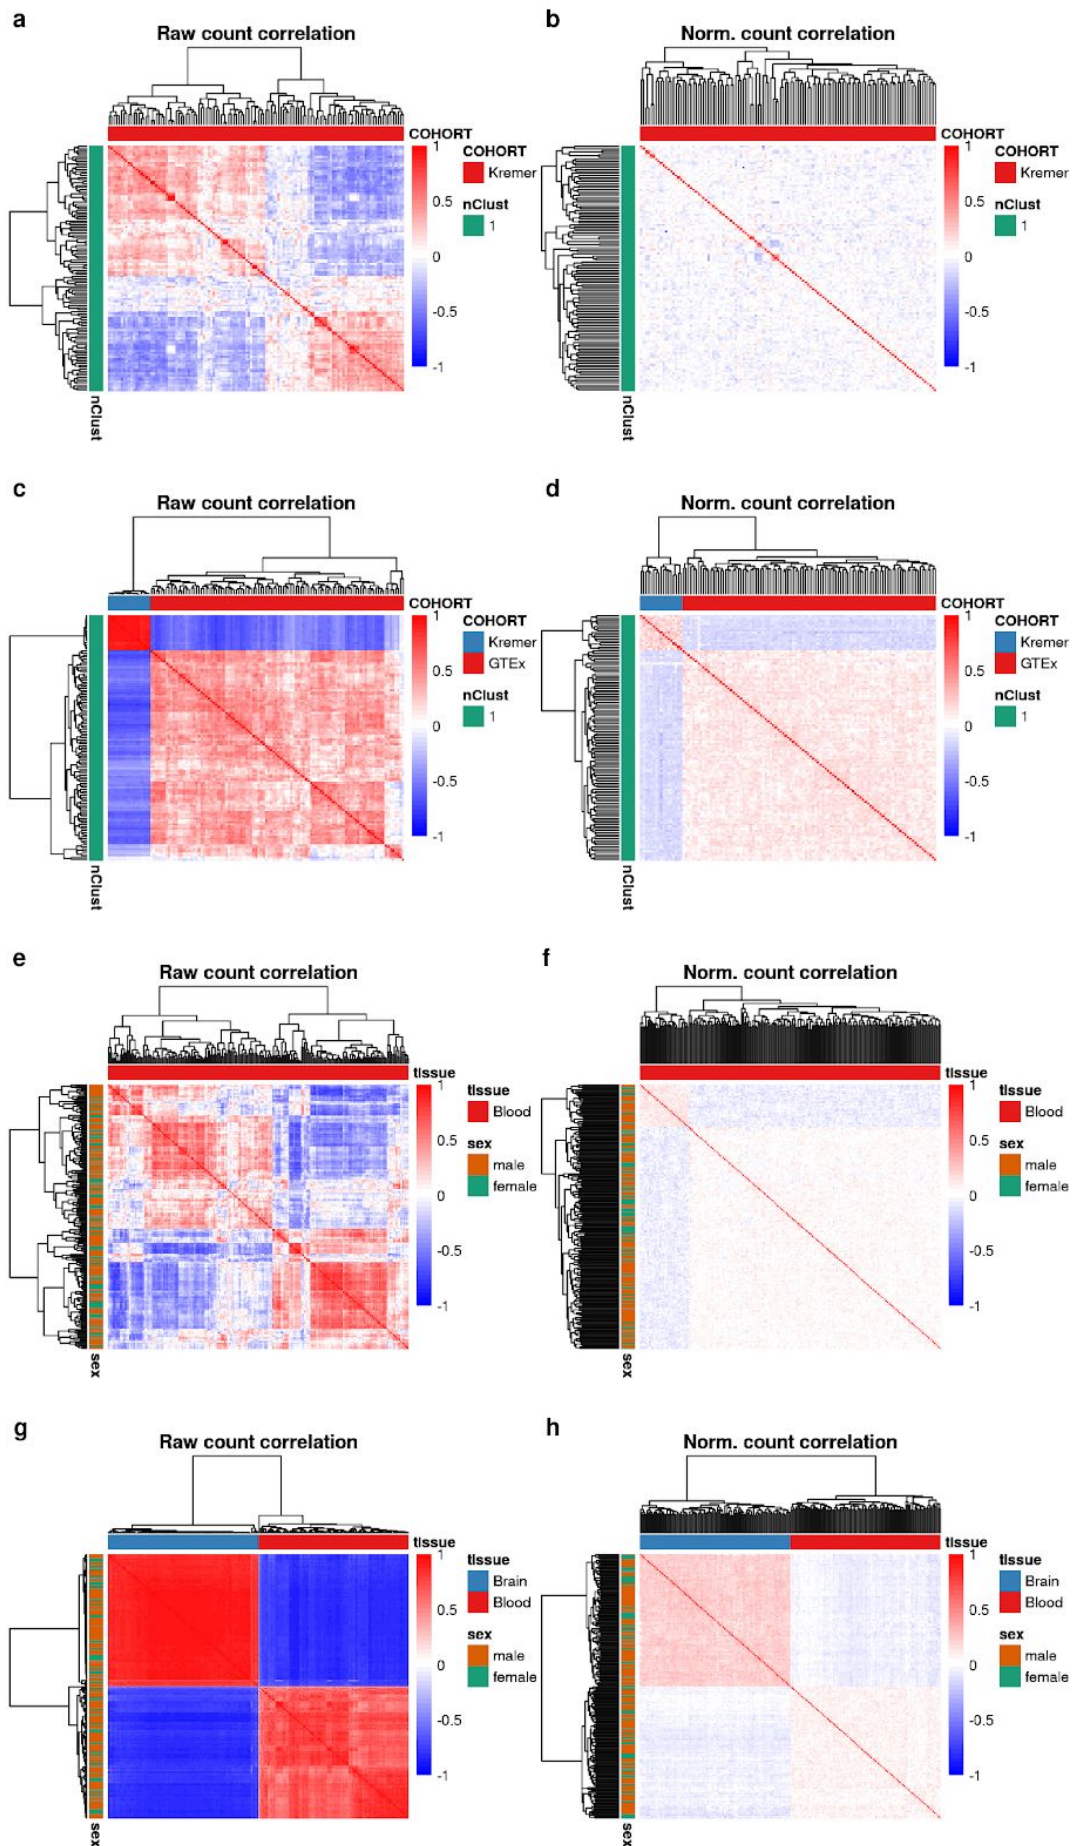 a
Raw count correlation
COHORT
1
0.5
0
-0.5
-1
COHORT
Kremer
nClust
1
nClust
b
Norm. count correlation
COHORT
1
0.5
0
-0.5
-1
COHORT
Kremer
nClust
1
nClust
c
Raw count correlation
COHORT
1
0.5
0
-0.5
-1
COHORT
Kremer
GTEx
nClust
1
nClust
d
Norm. count correlation
COHORT
1
0.5
0
-0.5
-1
COHORT
Kremer
GTEx
nClust
1
nClust
e
Raw count correlation
tissue
1
0.5
0
-0.5
-1
tissue
Blood
sex
male
female
sex
f
Norm. count correlation
tissue
1
0.5
0
-0.5
-1
tissue
Blood
sex
male
female
sex
g
Raw count correlation
tissue
1
0.5
0
-0.5
-1
tissue
Brain
Blood
sex
male
female
sex
h
Norm. count correlation
tissue
1
0.5
0
-0.5
-1
tissue
Brain
Blood
sex
male
female
sex